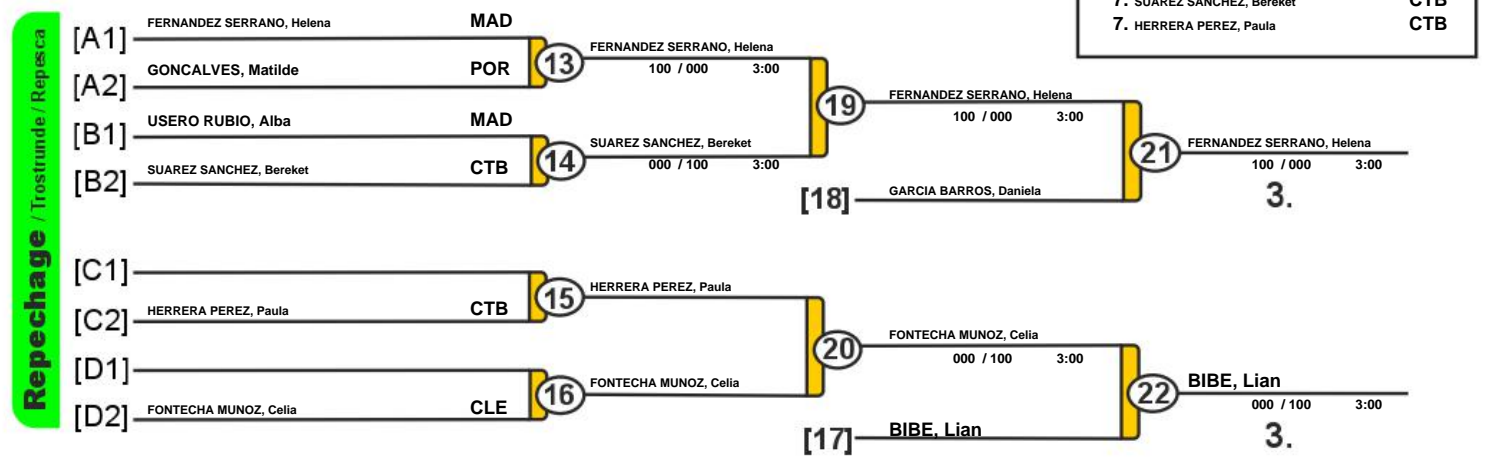 7. SUAREZ SANCHEZ, Bereket CTB
7. HERRERA PEREZ, Paula CTB
Repechage / Trostrunde / Repesca
[A1] FERNANDEZ SERRANO, Helena MAD
[A2] GONCALVES, Matilde POR
13 FERNANDEZ SERRANO, Helena
100 / 000 3:00
[B1] USERO RUBIO, Alba MAD
[B2] SUAREZ SANCHEZ, Bereket CTB
14 SUAREZ SANCHEZ, Bereket
000 / 100 3:00
19 FERNANDEZ SERRANO, Helena
100 / 000 3:00
[18] GARCIA BARROS, Daniela
21 FERNANDEZ SERRANO, Helena
100 / 000 3:00
3.
[C1]
[C2] HERRERA PEREZ, Paula CTB
15 HERRERA PEREZ, Paula
[D1]
[D2] FONTECHA MUNOZ, Celia CLE
16 FONTECHA MUNOZ, Celia
20 FONTECHA MUNOZ, Celia
000 / 100 3:00
[17] BIBE, Lian
22 BIBE, Lian
000 / 100 3:00
3.